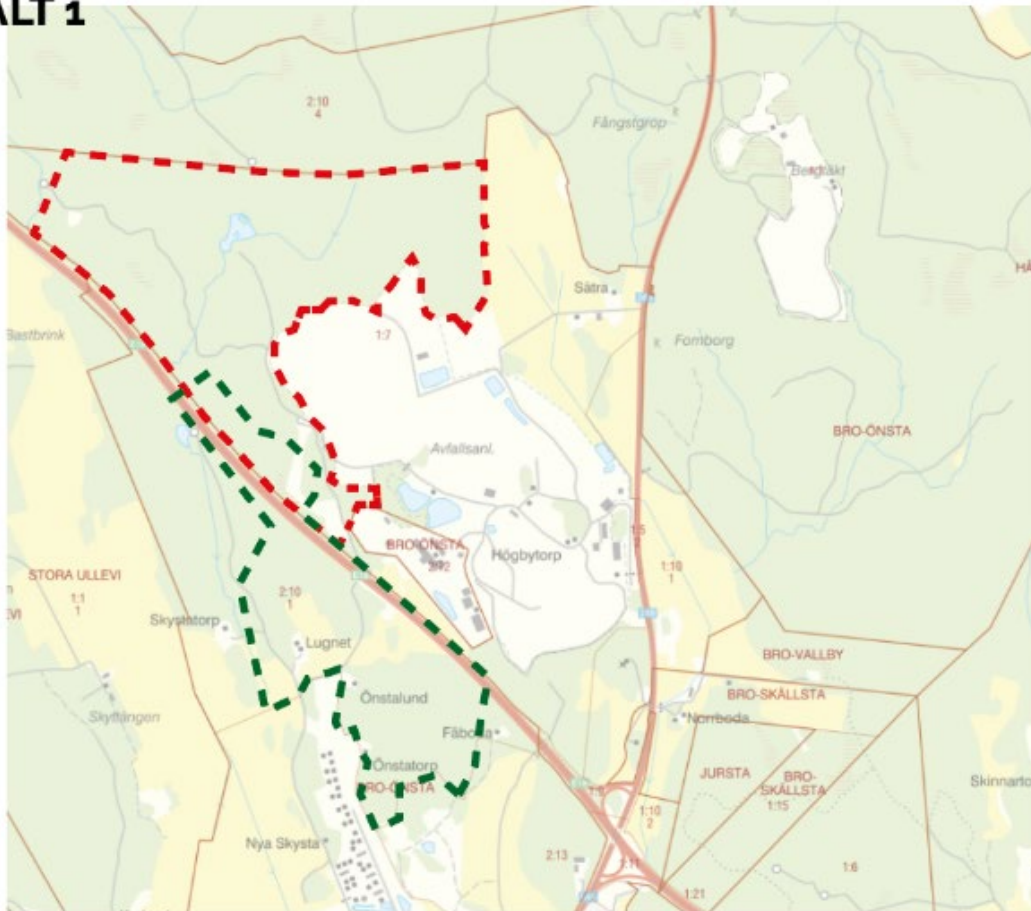 ALT 1
2:10
4
Fångstgrop
Bergtäkt
Sätra
1:7
Fornborg
Bastbrink
BRO-ÖNSTA
Avfallsanl.
BRO-ÖNSTA
2:12
Högbytorp
1:5
1:10
1
STORA ULLEVI
1:1
1
2:10
1
Skystatorp
Lugnet
BRO-VALLBY
BRO-SKÄLLSTA
Önstalund
Norrboda
Skyttängen
Fäboda
Önstatorp
BRO-ÖNSTA
JURSTA
BRO-
SKÄLLSTA
1:15
Skinnarto
1:10
2
Nya Skysta
2:13
1:11
1:6
1:21